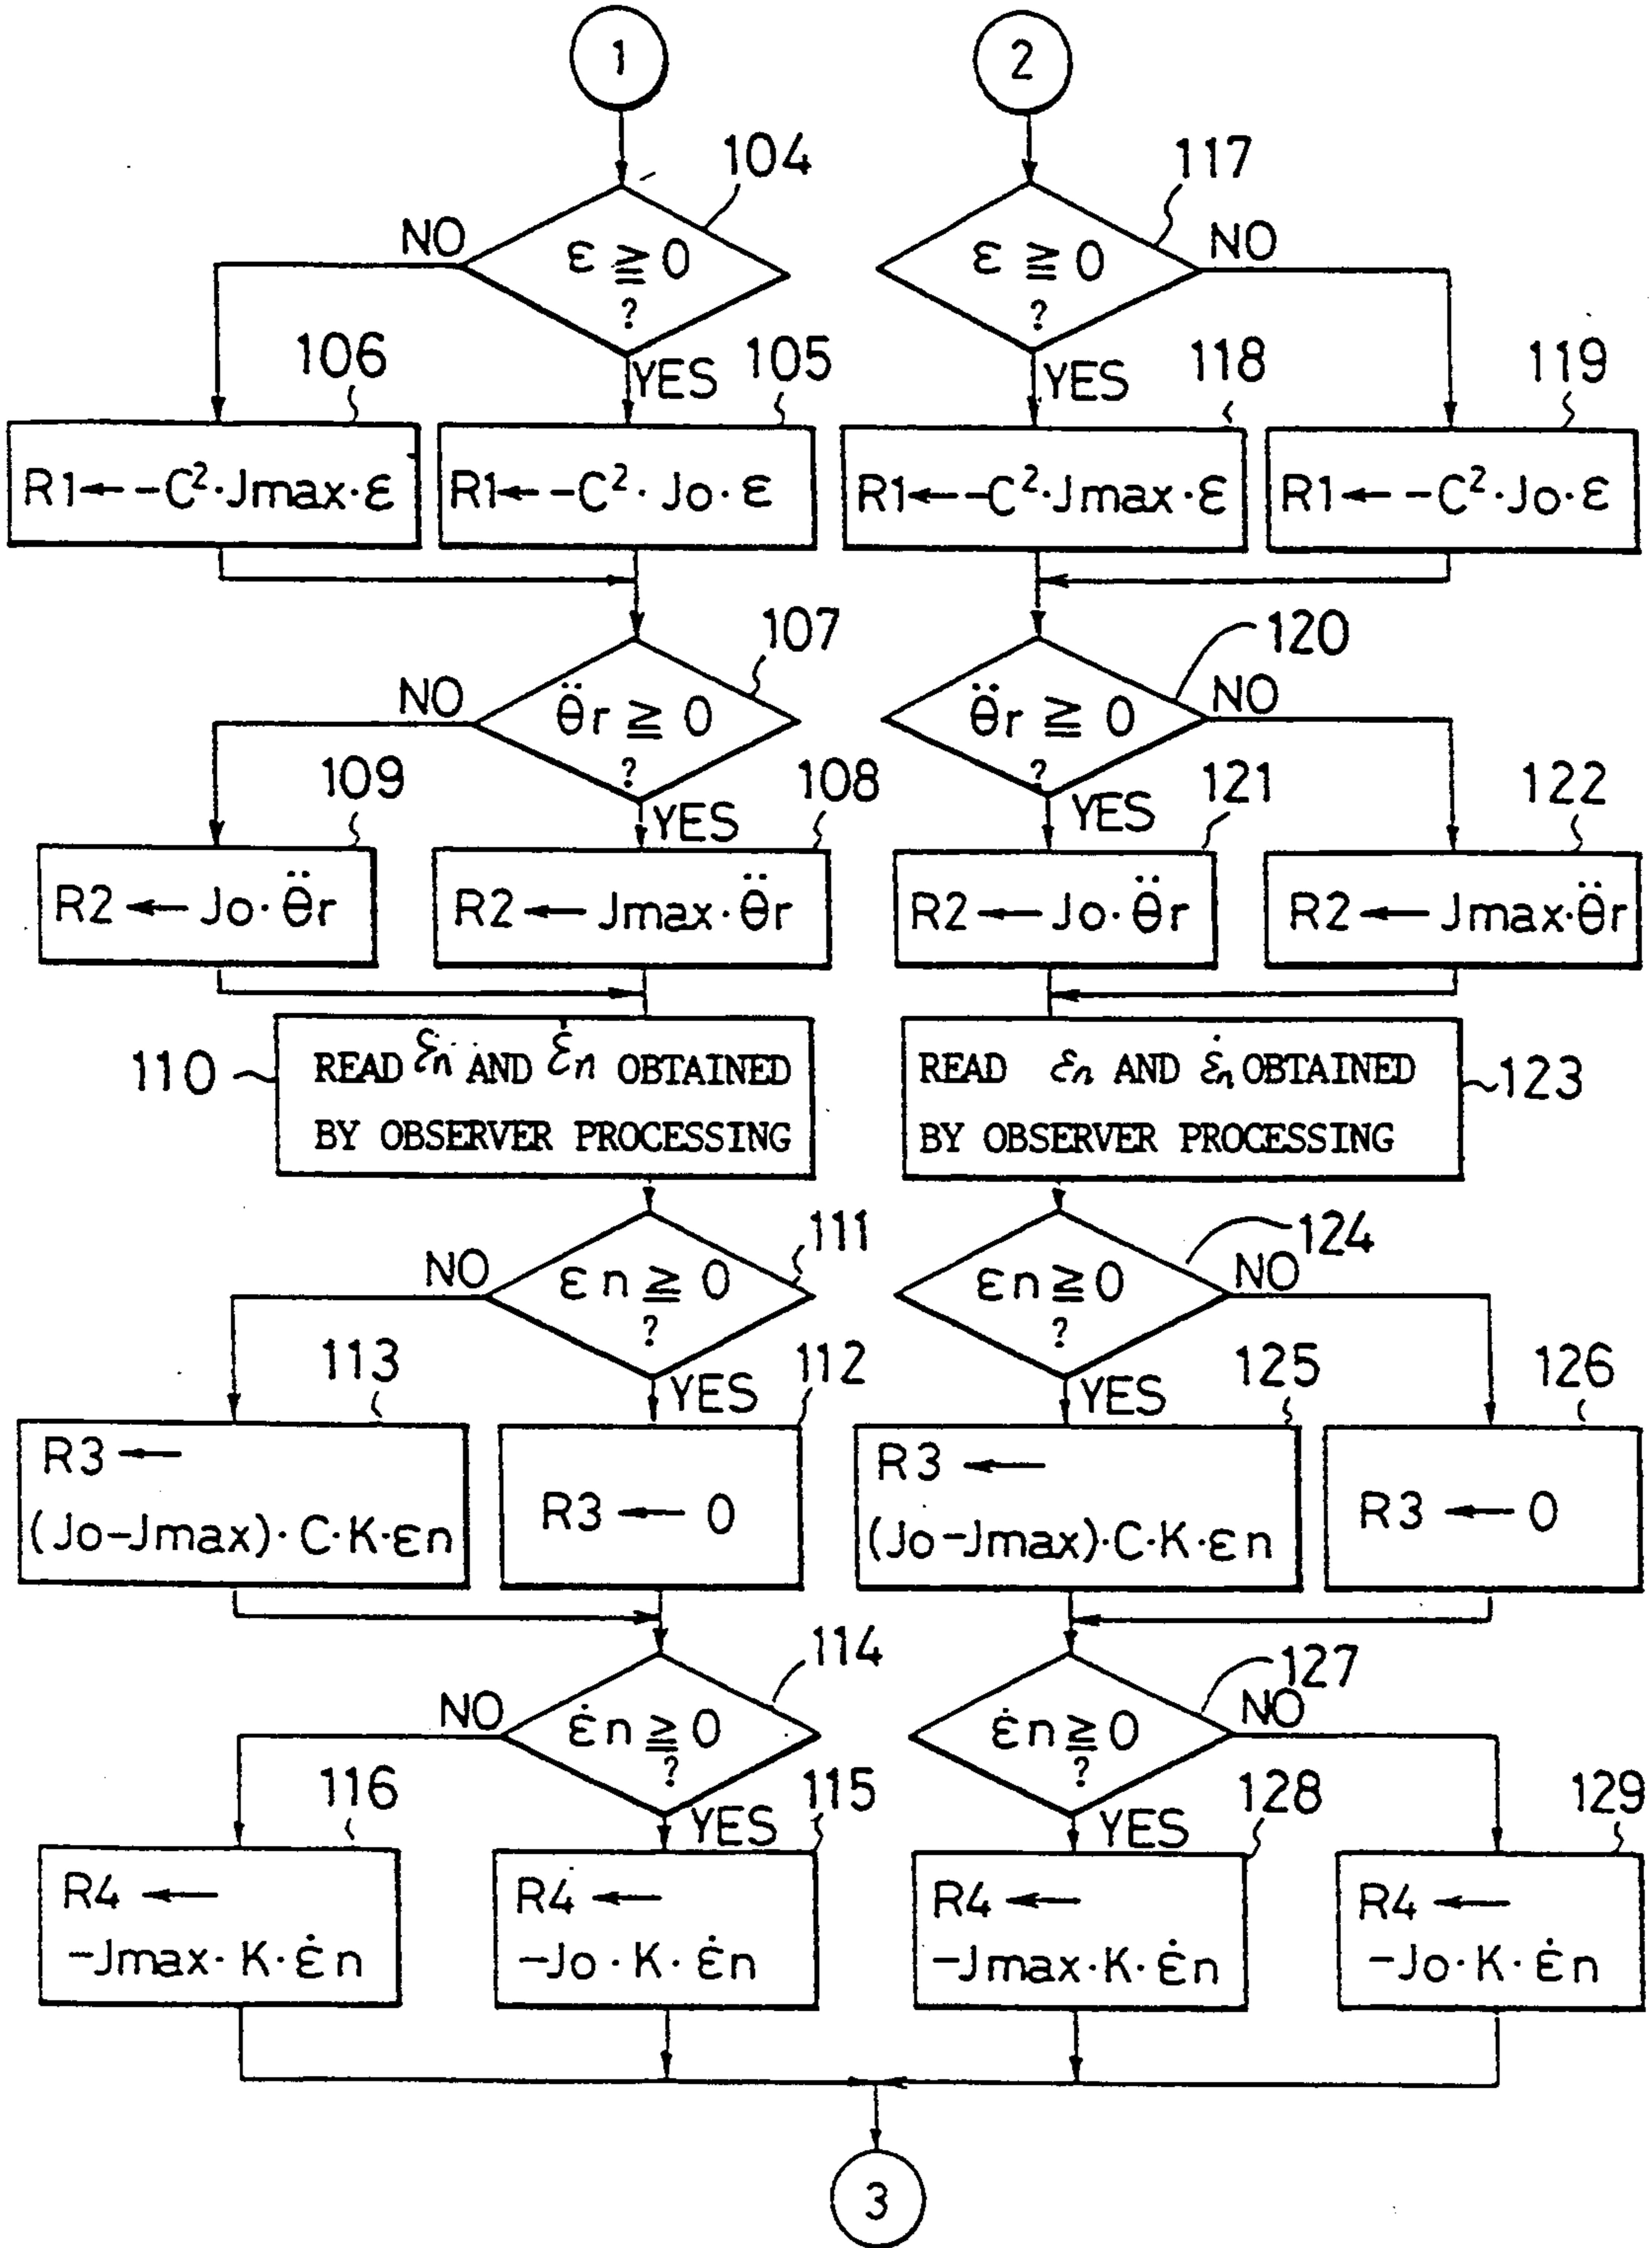 1
2
104
117
NO
ε ≧ 0
?
ε ≧ 0
?
NO
106
YES
105
YES
118
119
R1←-C²·Jmax·ε
R1←-C²·Jo·ε
R1←-C²·Jmax·ε
R1←-C²·Jo·ε
107
120
NO
θ̈r ≧ 0
?
θ̈r ≧ 0
?
NO
109
YES
108
YES
121
122
R2←Jo·θ̈r
R2←Jmax·θ̈r
R2←Jo·θ̈r
R2←Jmax·θ̈r
110
READ εn AND ε̇n OBTAINED
BY OBSERVER PROCESSING
READ εn AND ε̇n OBTAINED
BY OBSERVER PROCESSING
123
111
124
NO
εn ≧ 0
?
εn ≧ 0
?
NO
113
YES
112
YES
125
126
R3←
(Jo-Jmax)·C·K·εn
R3←0
R3←
(Jo-Jmax)·C·K·εn
R3←0
114
127
NO
ε̇n ≧ 0
?
ε̇n ≧ 0
?
NO
116
YES
115
YES
128
129
R4←
-Jmax·K·ε̇n
R4←
-Jo·K·ε̇n
R4←
-Jmax·K·ε̇n
R4←
-Jo·K·ε̇n
3